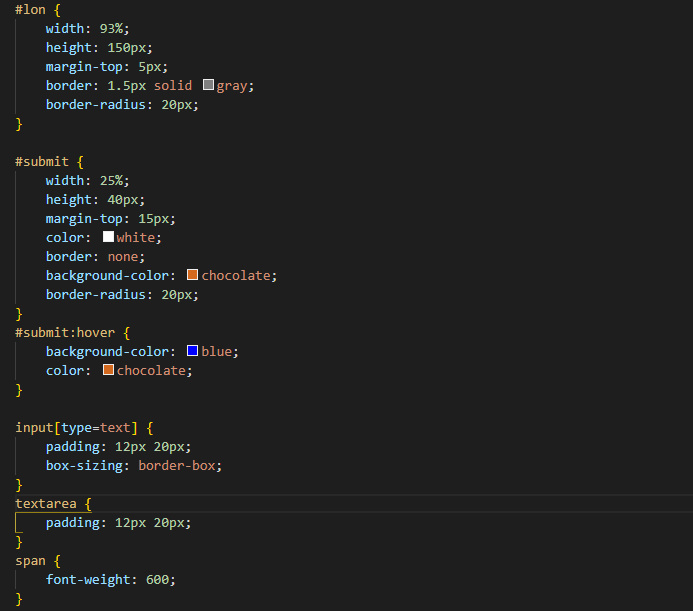 #lon {
width: 93%;
height: 150px;
margin-top: 5px;
border: 1.5px solid gray;
border-radius: 20px;
}
#submit {
width: 25%;
height: 40px;
margin-top: 15px;
color: white;
border: none;
background-color: chocolate;
border-radius: 20px;
}
#submit:hover {
background-color: blue;
color: chocolate;
}
input[type=text] {
padding: 12px 20px;
box-sizing: border-box;
}
textarea {
padding: 12px 20px;
}
span {
font-weight: 600;
}